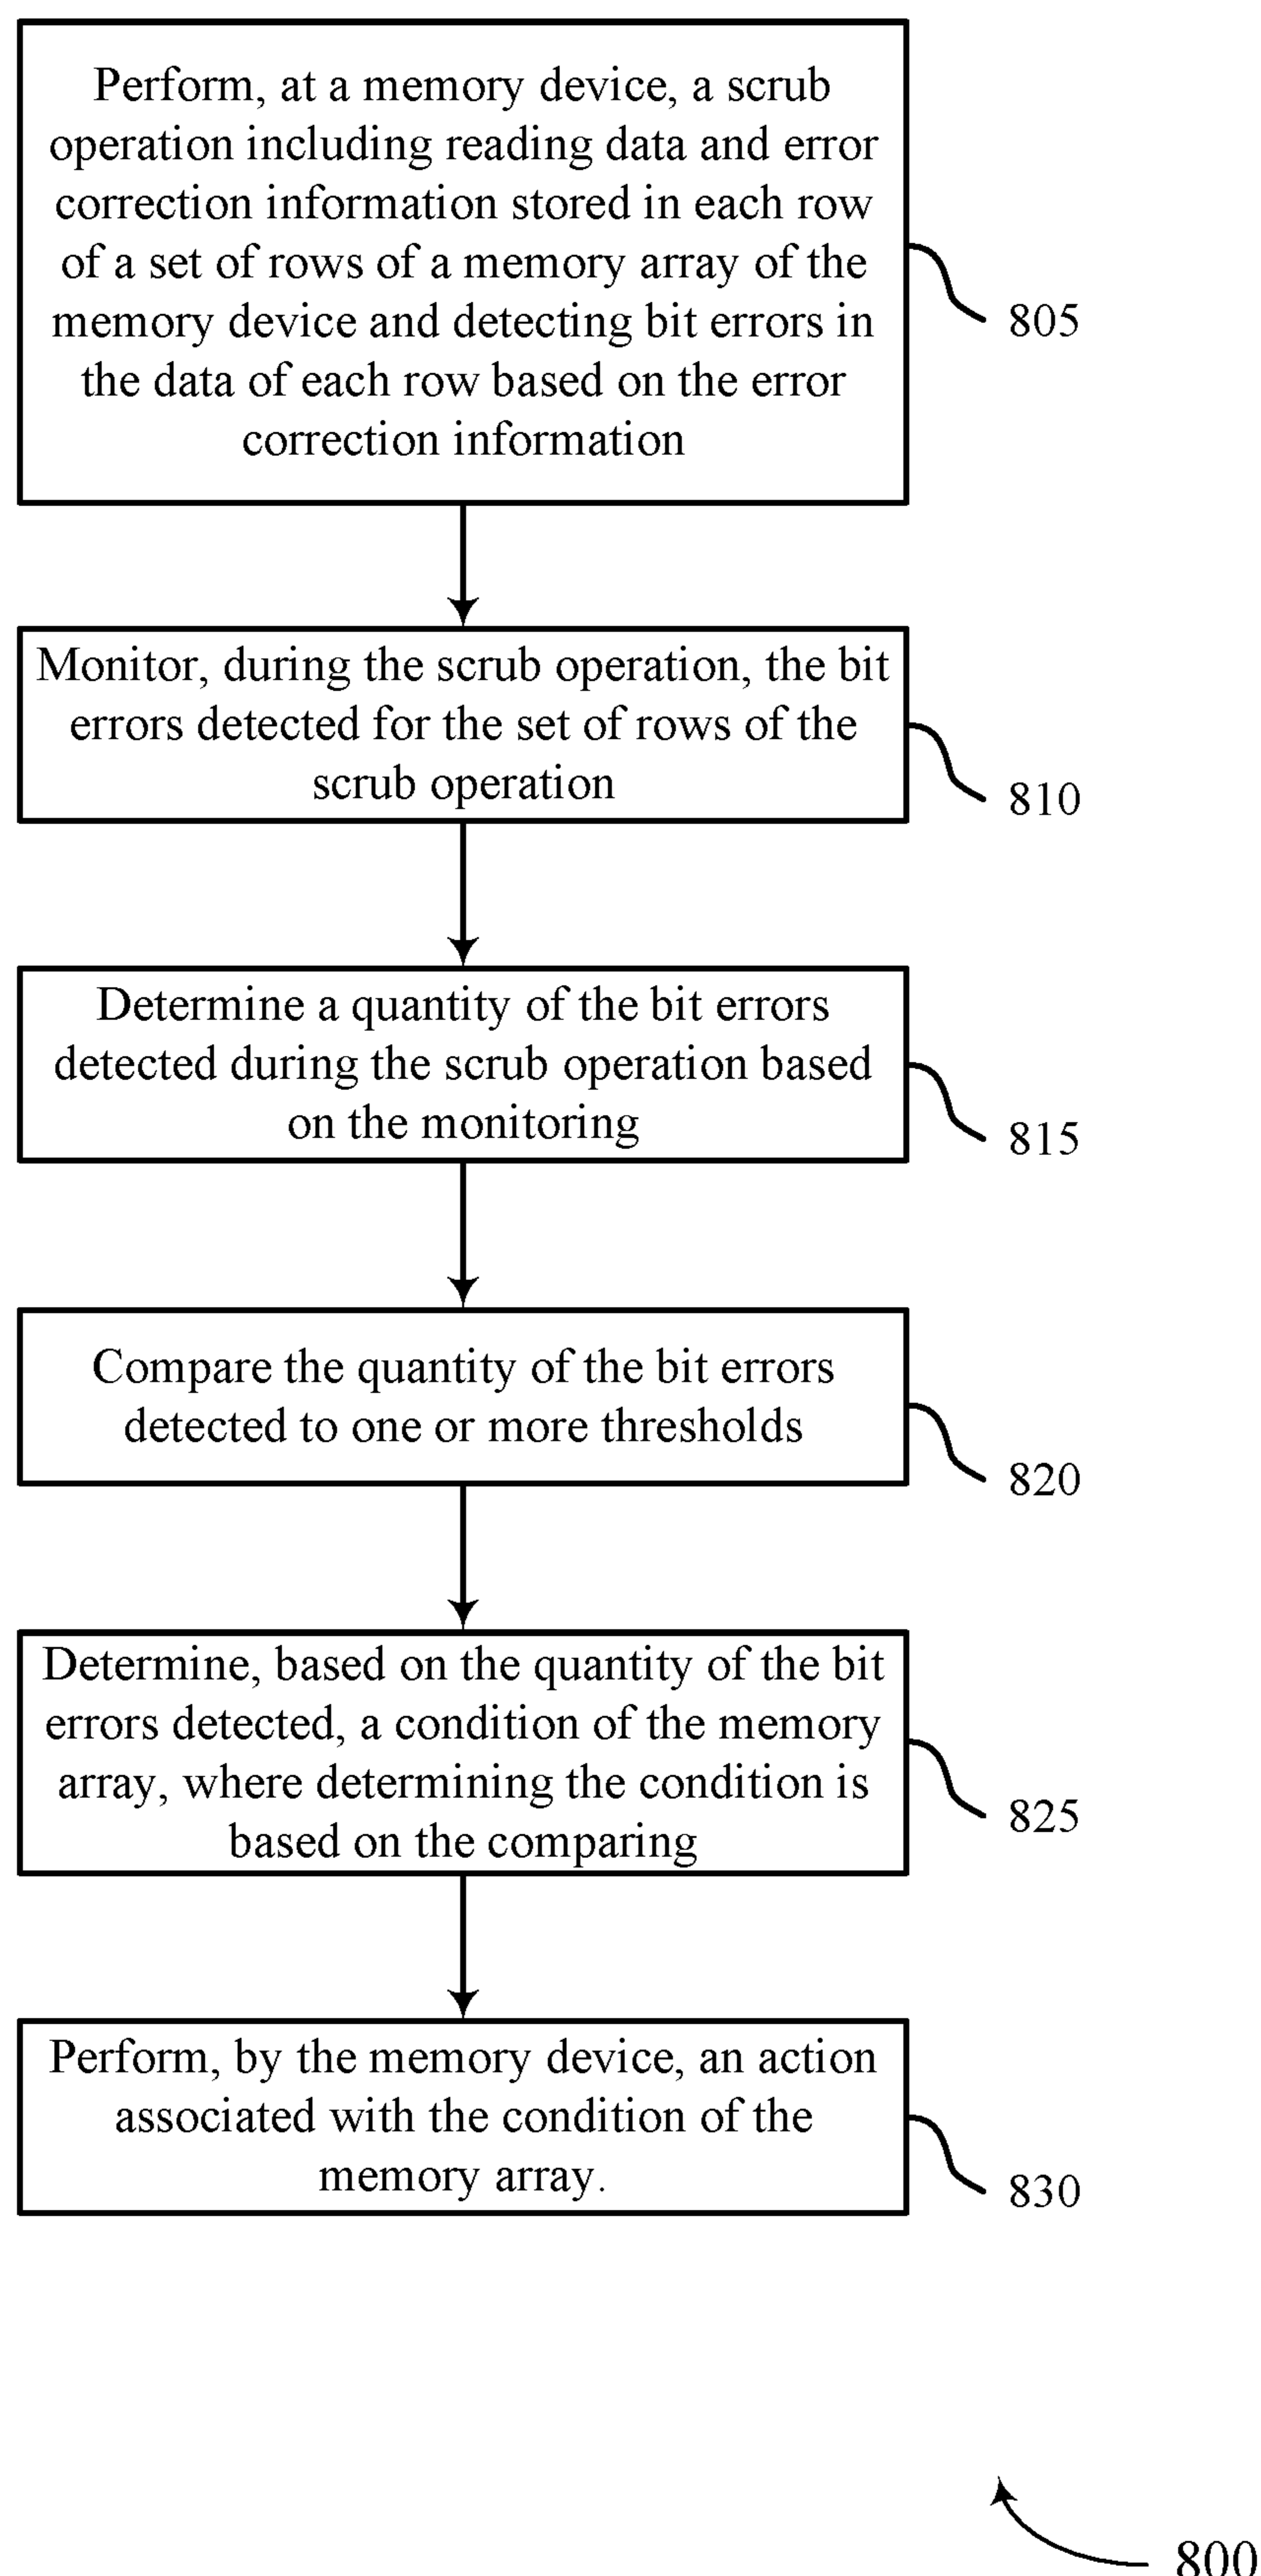 Perform, at a memory device, a scrub
operation including reading data and error
correction information stored in each row
of a set of rows of a memory array of the
memory device and detecting bit errors in
the data of each row based on the error
correction information
805
Monitor, during the scrub operation, the bit
errors detected for the set of rows of the
scrub operation
810
Determine a quantity of the bit errors
detected during the scrub operation based
on the monitoring
815
Compare the quantity of the bit errors
detected to one or more thresholds
820
Determine, based on the quantity of the bit
errors detected, a condition of the memory
array, where determining the condition is
based on the comparing
825
Perform, by the memory device, an action
associated with the condition of the
memory array.
830
800